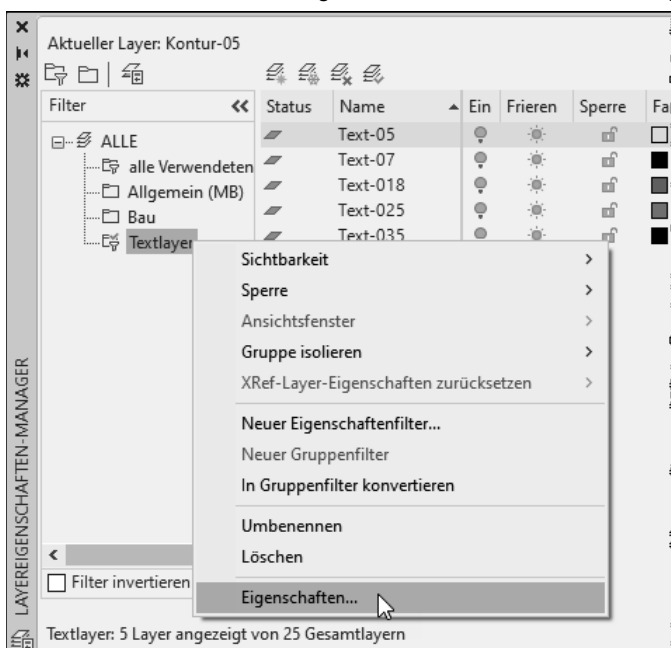 Aktueller Layer: Kontur-05
Filter
Status Name Ein Frieren Sperre
ALLE
alle Verwendeten
Allgemein (MB)
Bau
Textlayer
Text-05
Text-07
Text-018
Text-025
Text-035
Sichtbarkeit
Sperre
Ansichtsfenster
Gruppe isolieren
XRef-Layer-Eigenschaften zurücksetzen
Neuer Eigenschaftenfilter...
Neuer Gruppenfilter
In Gruppenfilter konvertieren
Umbenennen
Löschen
Eigenschaften...
Filter invertieren
Textlayer: 5 Layer angezeigt von 25 Gesamtlayern
LAYEREIGENSCHAFTEN-MANAGER